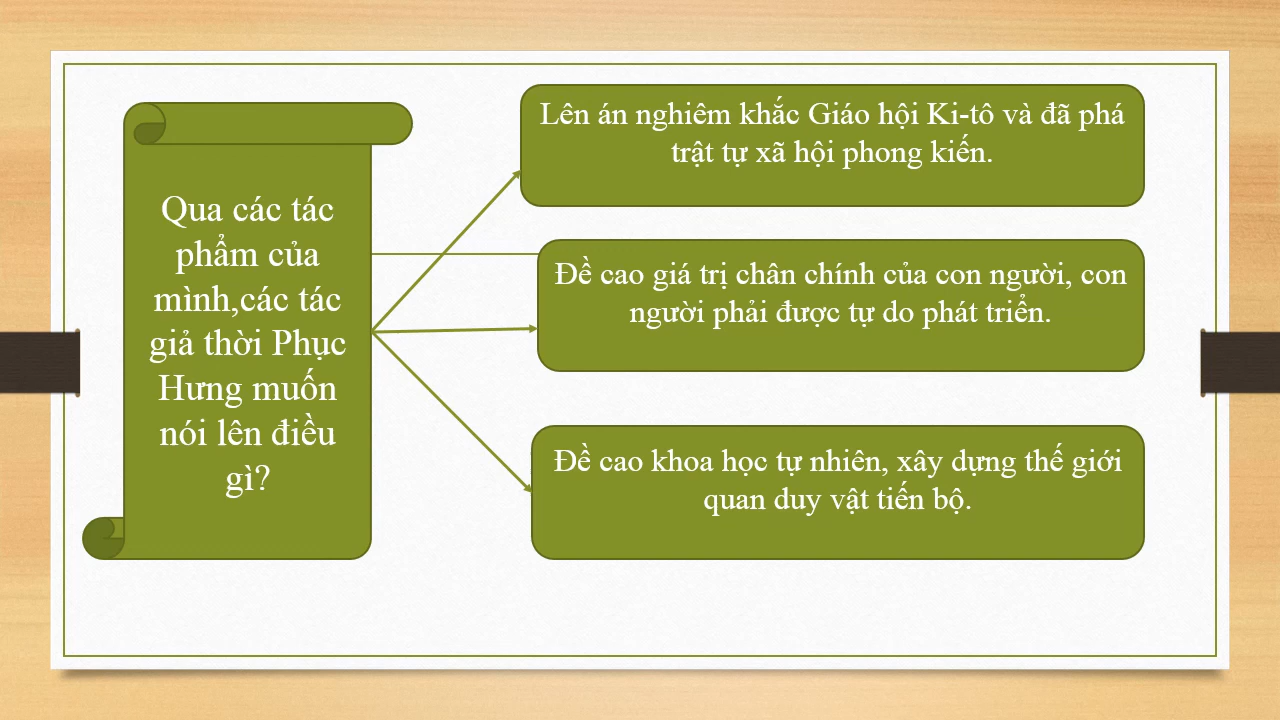 Qua các tác
phẩm của
mình,các tác
giả thời Phục
Hưng muốn
nói lên điều
gì?
Lên án nghiêm khắc Giáo hội Ki-tô và đã phá
trật tự xã hội phong kiến.
Đề cao giá trị chân chính của con người, con
người phải được tự do phát triển.
Đề cao khoa học tự nhiên, xây dựng thế giới
quan duy vật tiến bộ.